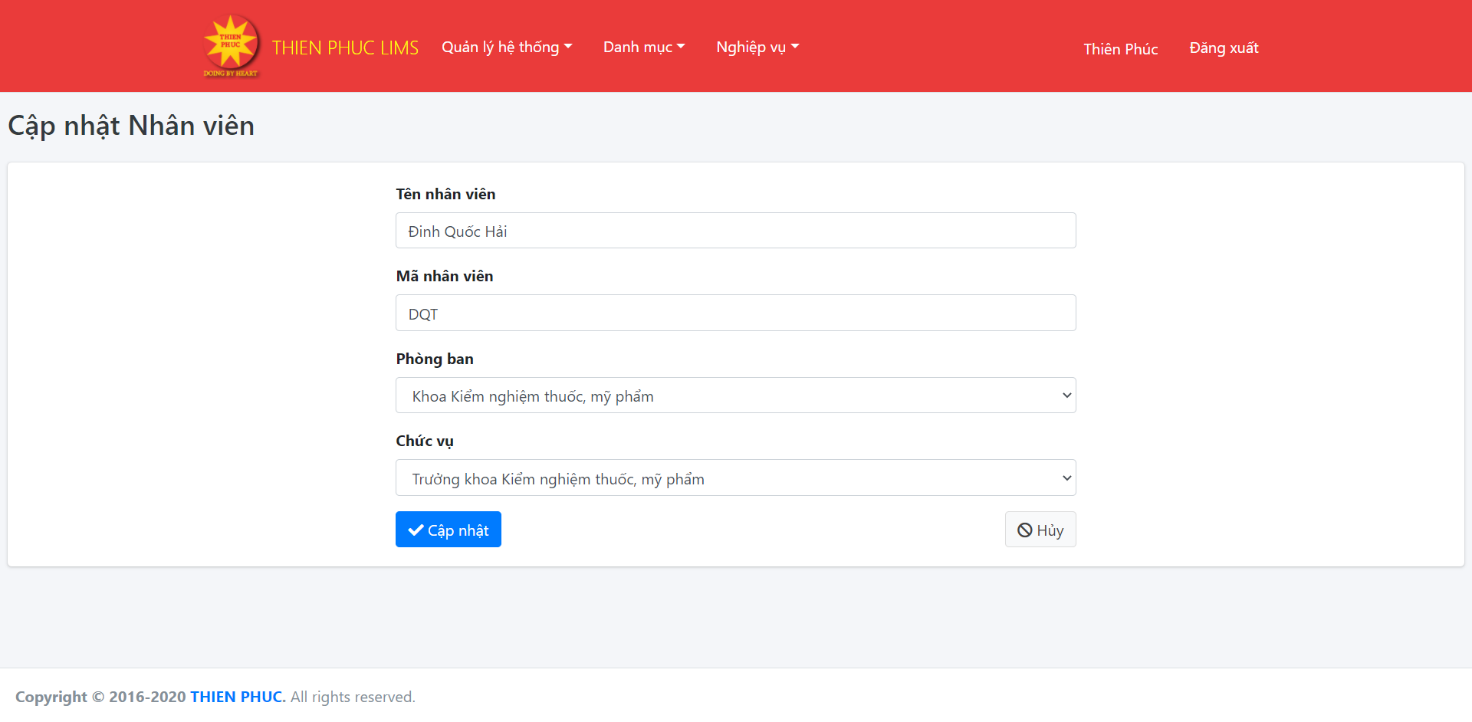 THIEN
PHUC
DOING BY HEART
THIEN PHUC LIMS Quản lý hệ thống Danh mục Nghiệp vụ Thiên Phúc Đăng xuất
Cập nhật Nhân viên
Tên nhân viên
Đinh Quốc Hải
Mã nhân viên
DQT
Phòng ban
Khoa Kiểm nghiệm thuốc, mỹ phẩm
Chức vụ
Trưởng khoa Kiểm nghiệm thuốc, mỹ phẩm
Cập nhật Hủy
Copyright © 2016-2020 THIEN PHUC. All rights reserved.